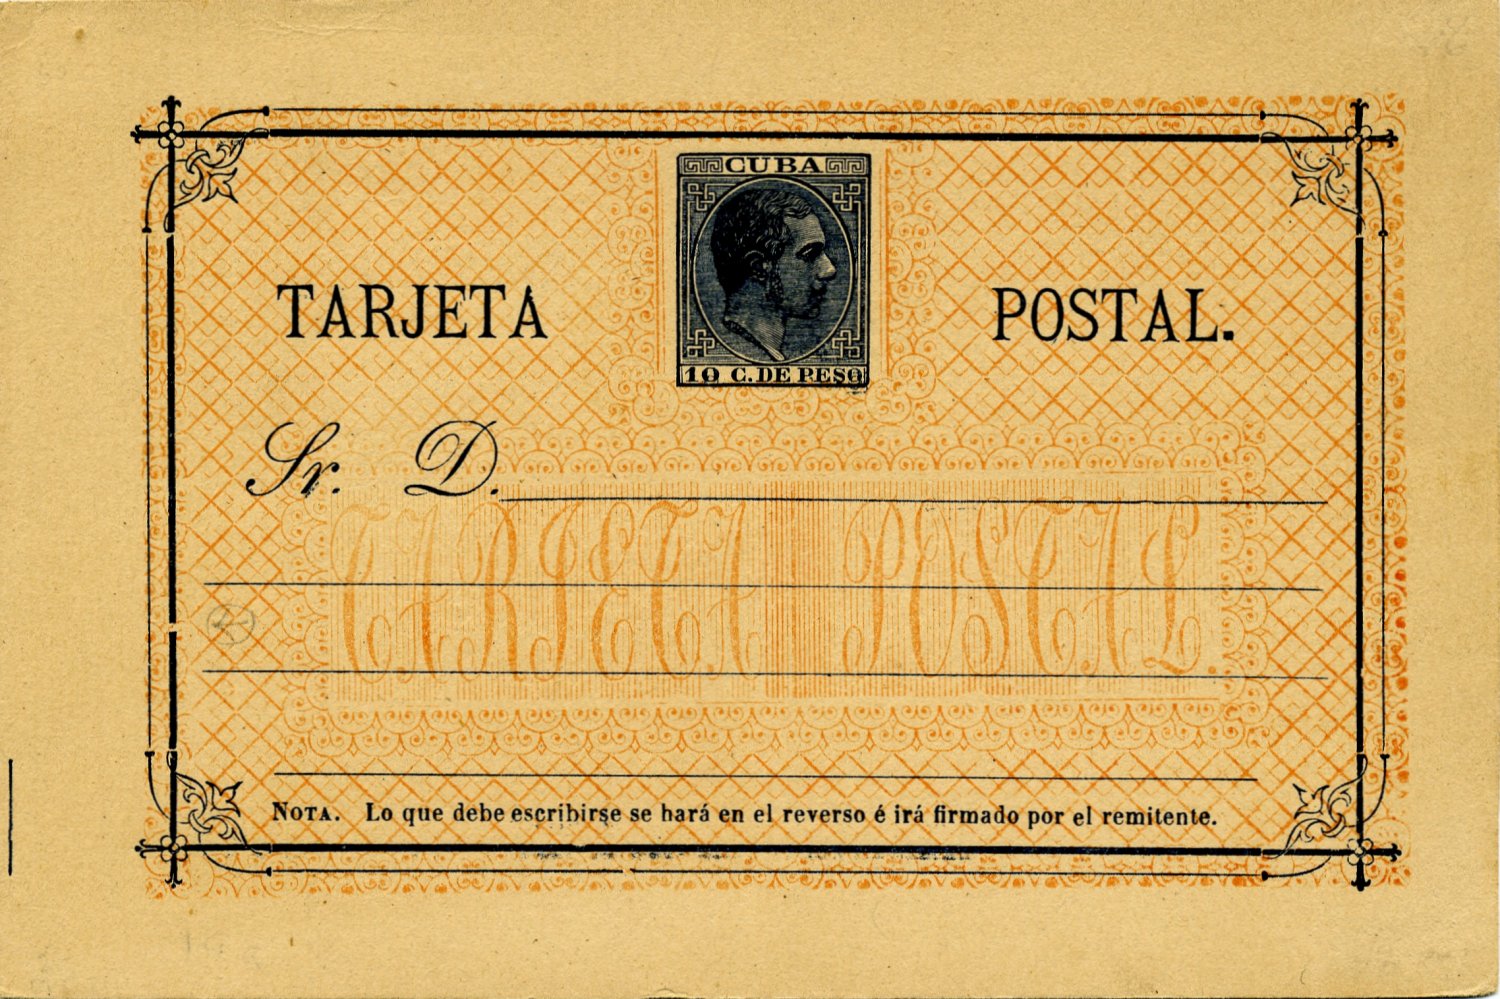 CUBA
10 C. DE PESO
TARJETA POSTAL.
Sr. D.
TARJETA POSTAL.
NOTA. Lo que debe escribirse se hará en el reverso é irá firmado por el remitente.